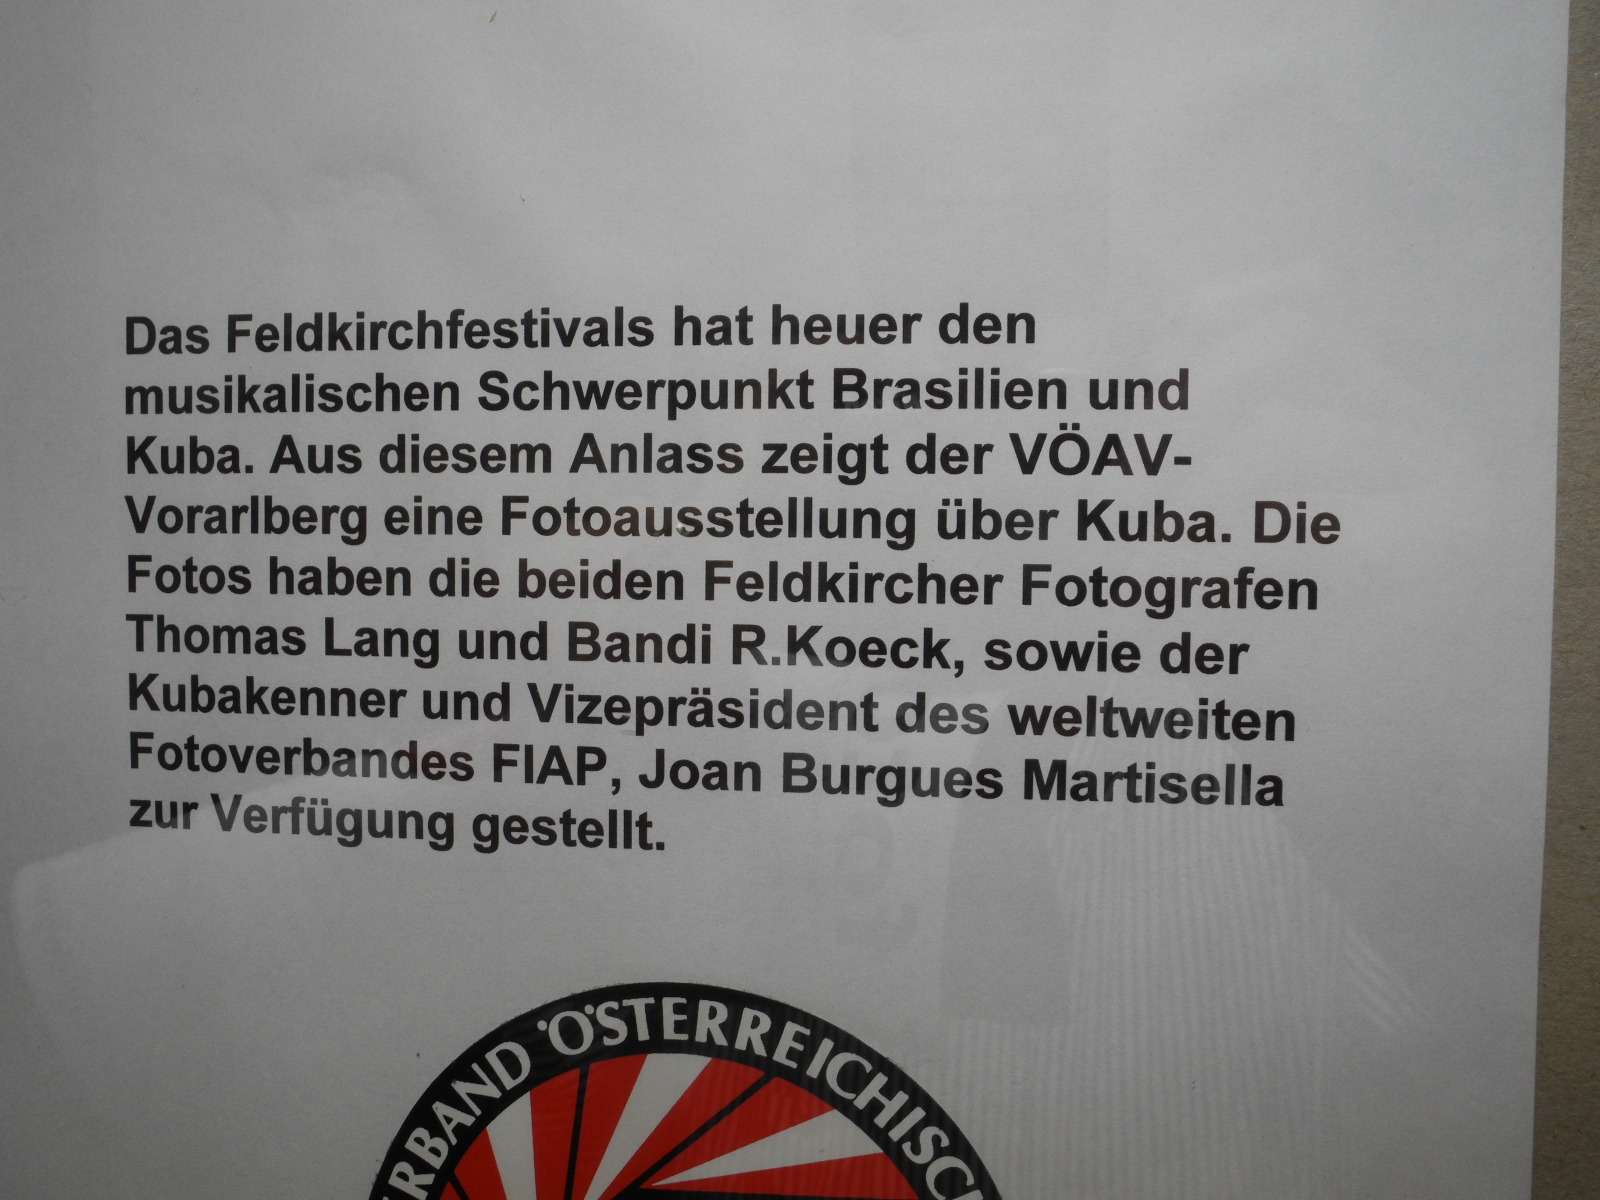 Das Feldkirchfestivals hat heuer den
musikalischen Schwerpunkt Brasilien und
Kuba. Aus diesem Anlass zeigt der VÖAV-
Vorarlberg eine Fotoausstellung über Kuba. Die
Fotos haben die beiden Feldkircher Fotografen
Thomas Lang und Bandi R.Koeck, sowie der
Kubakenner und Vizepräsident des weltweiten
Fotoverbandes FIAP, Joan Burgues Martisella
zur Verfügung gestellt.
ERBAND ÖSTERREICHISC